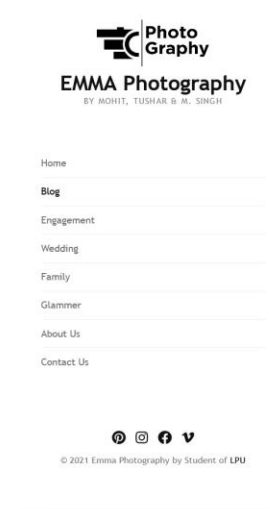 Photo
Graphy
EMMA Photography
BY MOHIT, TUSHAR & M. SINGH
Home
Blog
Engagement
Wedding
Family
Glammer
About Us
Contact Us
© 2021 Emma Photography by Student of LPU